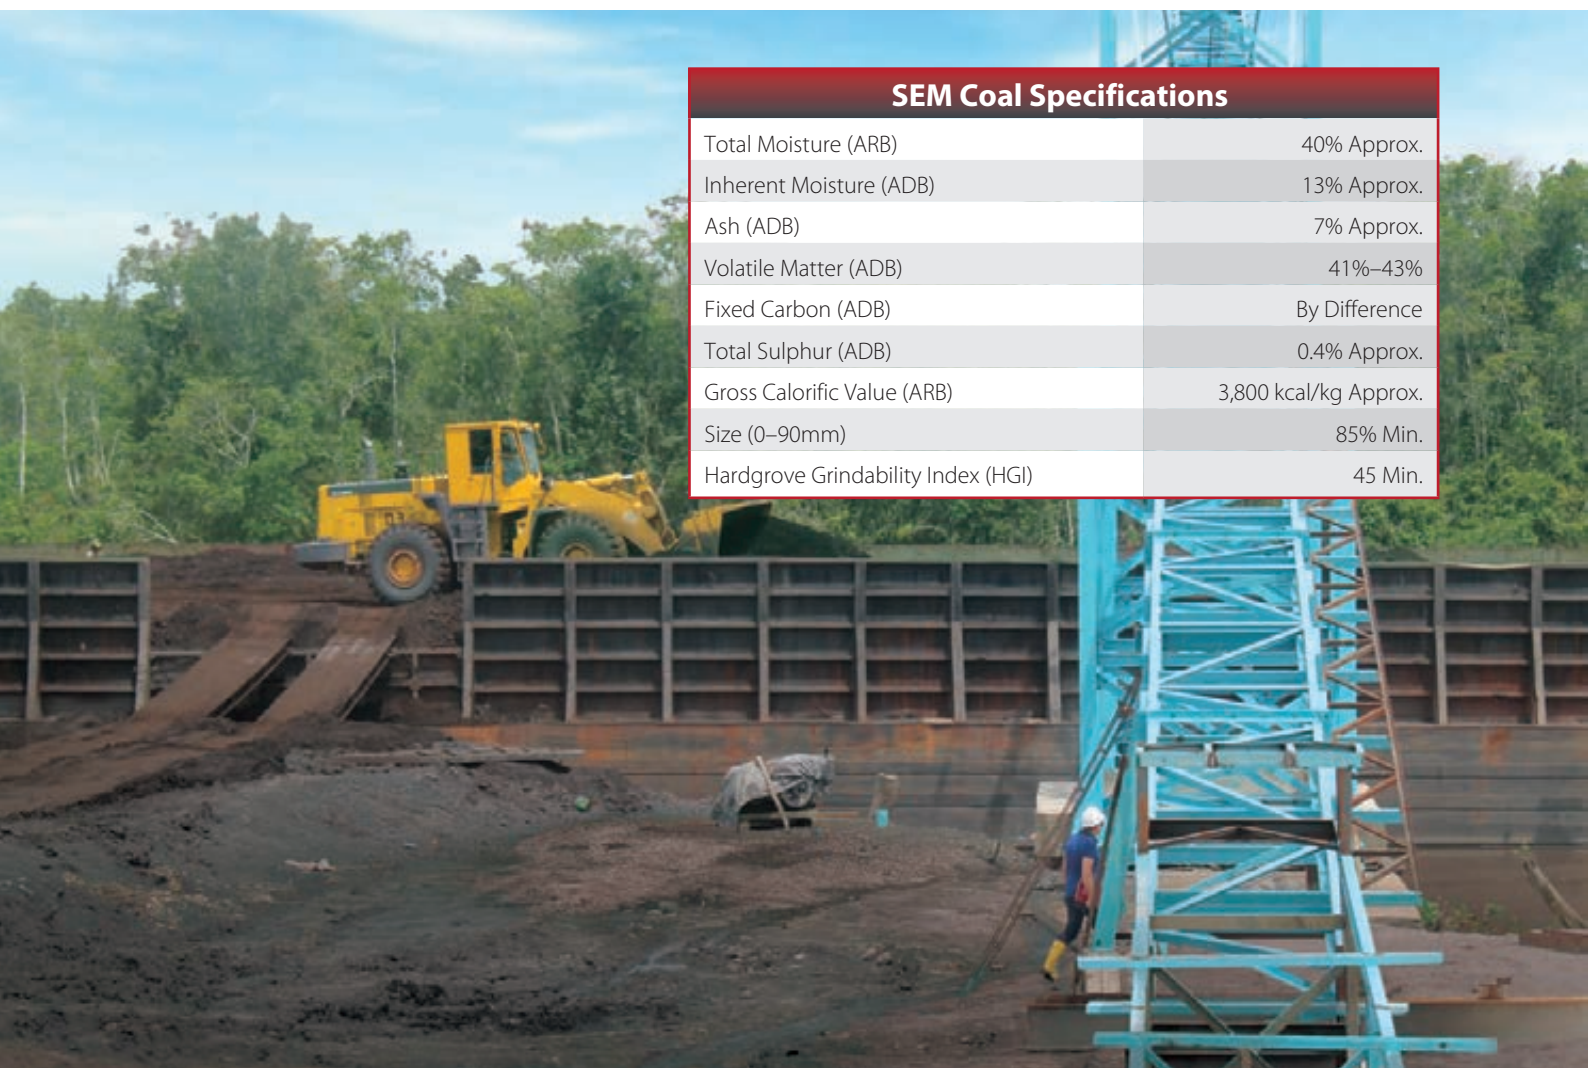 SEM Coal Specifications
Total Moisture (ARB) 40% Approx.
Inherent Moisture (ADB) 13% Approx.
Ash (ADB) 7% Approx.
Volatile Matter (ADB) 41%–43%
Fixed Carbon (ADB) By Difference
Total Sulphur (ADB) 0.4% Approx.
Gross Calorific Value (ARB) 3,800 kcal/kg Approx.
Size (0–90mm) 85% Min.
Hardgrove Grindability Index (HGI) 45 Min.